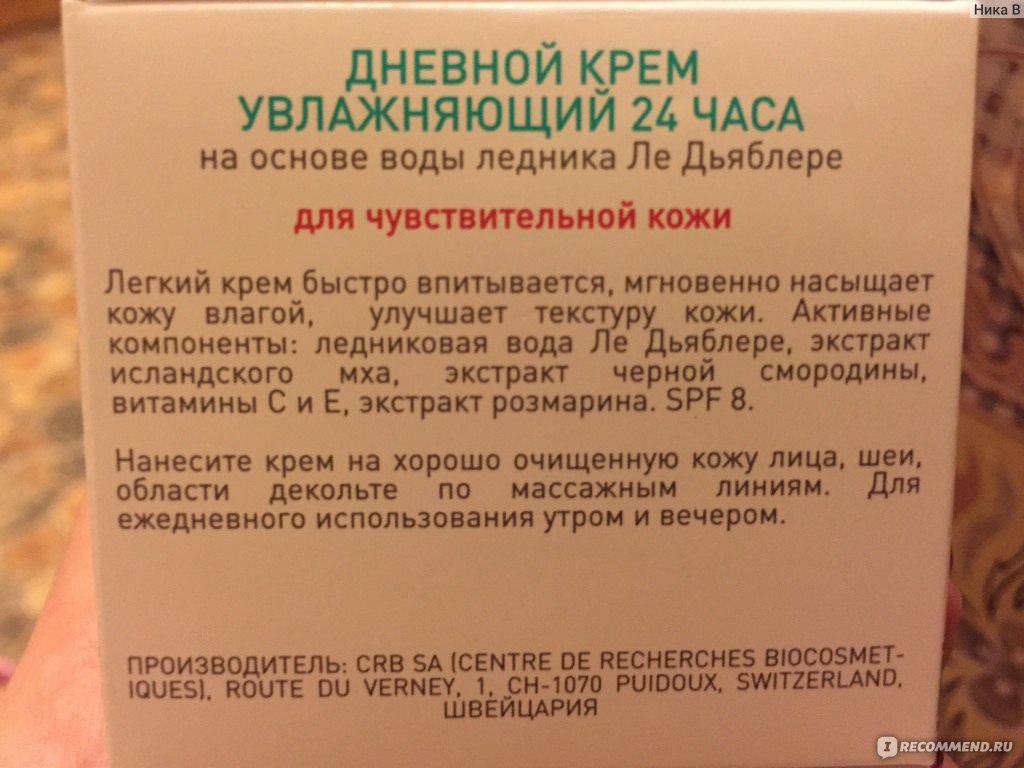 Ника В
ДНЕВНОЙ КРЕМ
УВЛАЖНЯЮЩИЙ 24 ЧАСА
на основе воды ледника Ле Дьяблере
для чувствительной кожи
Легкий крем быстро впитывается, мгновенно насыщает
кожу влагой, улучшает текстуру кожи. Активные
компоненты: ледниковая вода Ле Дьяблере, экстракт
исландского мха, экстракт черной смородины,
витамины С и Е, экстракт розмарина. SPF 8.
Нанесите крем на хорошо очищенную кожу лица, шеи,
области декольте по массажным линиям. Для
ежедневного использования утром и вечером.
ПРОИЗВОДИТЕЛЬ: CRB SA (CENTRE DE RECHERCHES BIOCOSMET-
IQUES), ROUTE DU VERNEY, 1, CH-1070 PUIDOUX, SWITZERLAND,
ШВЕЙЦАРИЯ
IRECOMMEND.RU